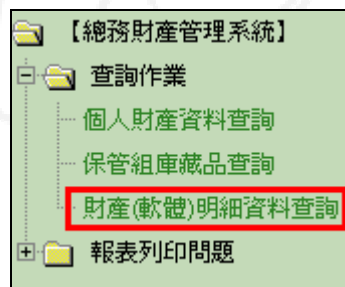 【總務財產管理系統】
查詢作業
個人財產資料查詢
保管組庫藏品查詢
財產(軟體)明細資料查詢
報表列印問題